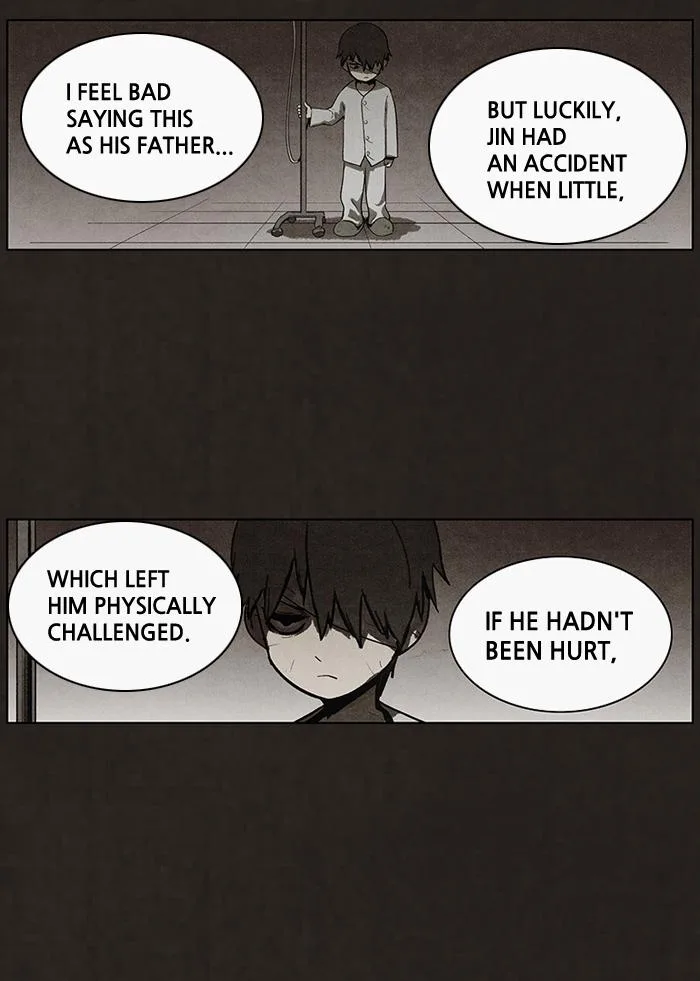 I FEEL BAD
SAYING THIS
AS HIS FATHER...
BUT LUCKILY,
JIN HAD
AN ACCIDENT
WHEN LITTLE,
WHICH LEFT
HIM PHYSICALLY
CHALLENGED.
IF HE HADN'T
BEEN HURT,